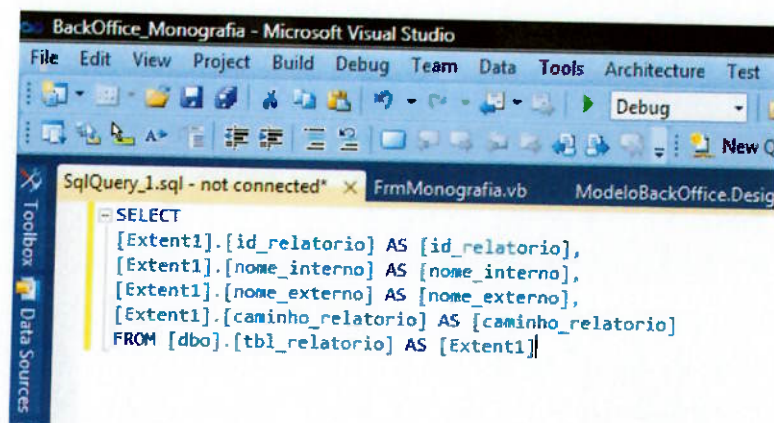 BackOffice_Monografia - Microsoft Visual Studio
File Edit View Project Build Debug Team Data Tools Architecture Test
Debug
New
SqlQuery_1.sql - not connected* FrmMonografia.vb ModeloBackOffice.Desig
SELECT
[Extent1].[id_relatorio] AS [id_relatorio],
[Extent1].[nome_interno] AS [nome_interno],
[Extent1].[nome_externo] AS [nome_externo],
[Extent1].[caminho_relatorio] AS [caminho_relatorio]
FROM [dbo].[tbl_relatorio] AS [Extent1]
Toolbox
Data Sources